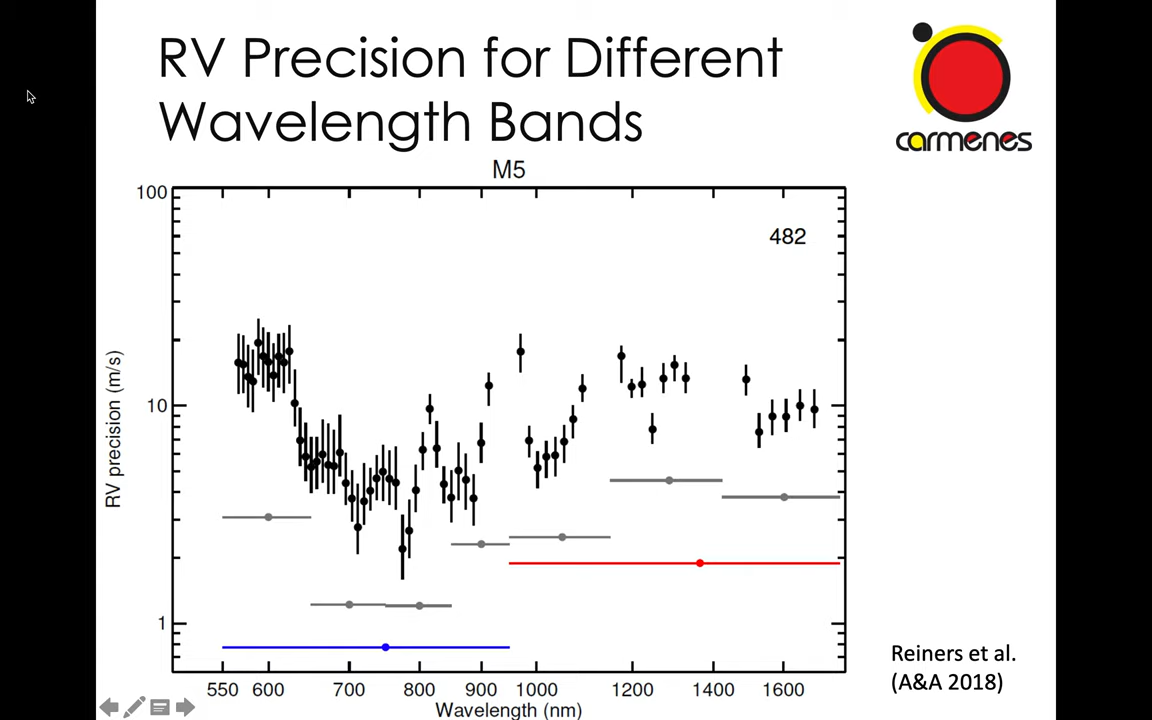 RV Precision for Different
Wavelength Bands
carmenes
M5
482
100
10
1
RV precision (m/s)
550 600 700 800 900 1000 1200 1400 1600
Wavelength (nm)
Reiners et al.
(A&A 2018)